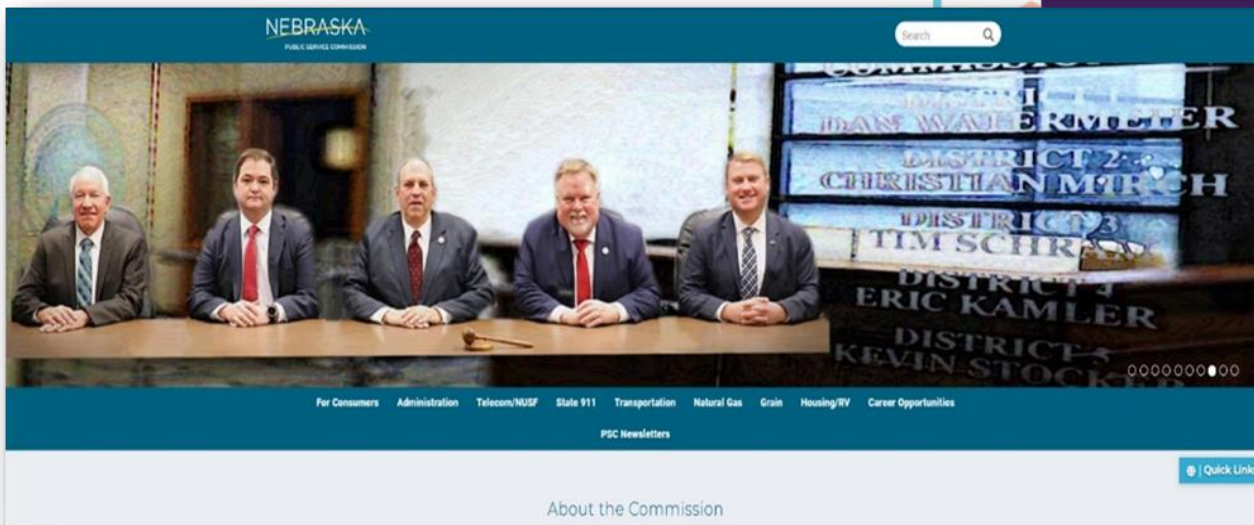 NEBRASKA
PUBLIC SERVICE COMMISSION
Search
DISTRICT 1
DAN WATERMEIER
DISTRICT 2
CHRISTIAN MIRCH
DISTRICT 3
TIM SCHRAM
DISTRICT 4
ERIC KAMLER
DISTRICT 5
KEVIN STOCKER
For Consumers Administration Telecom/NUSF State 911 Transportation Natural Gas Grain Housing/RV Career Opportunities
PSC Newsletters
| Quick Link
About the Commission